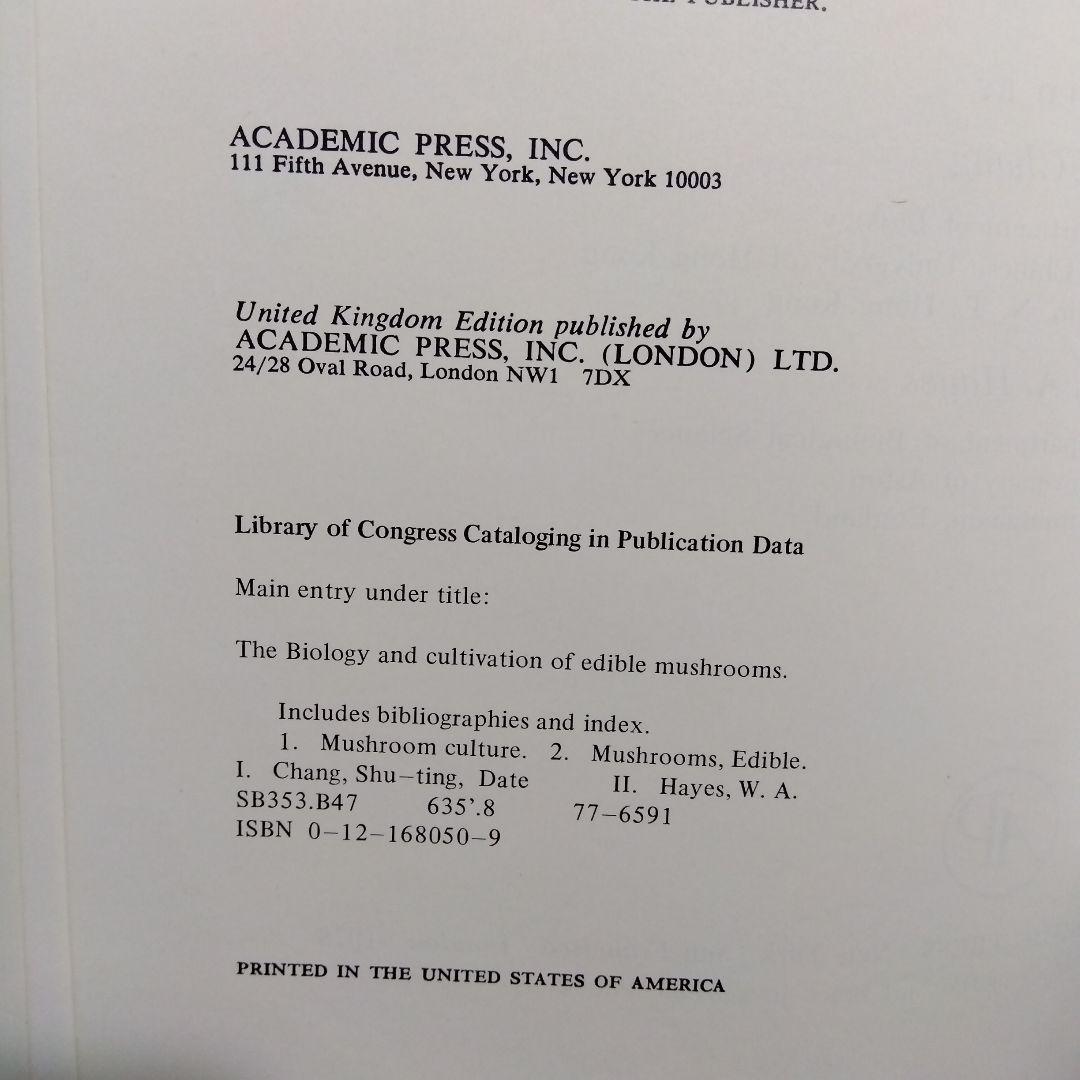 PUBLISHER.
ACADEMIC PRESS, INC.
111 Fifth Avenue, New York, New York 10003
United Kingdom Edition published by
ACADEMIC PRESS, INC. (LONDON) LTD.
24/28 Oval Road, London NW1 7DX
Library of Congress Cataloging in Publication Data
Main entry under title:
The Biology and cultivation of edible mushrooms.
Includes bibliographies and index.
1. Mushroom culture. 2. Mushrooms, Edible.
I. Chang, Shu–ting, Date II. Hayes, W. A.
SB353.B47 635'.8 77–6591
ISBN 0–12–168050–9
PRINTED IN THE UNITED STATES OF AMERICA